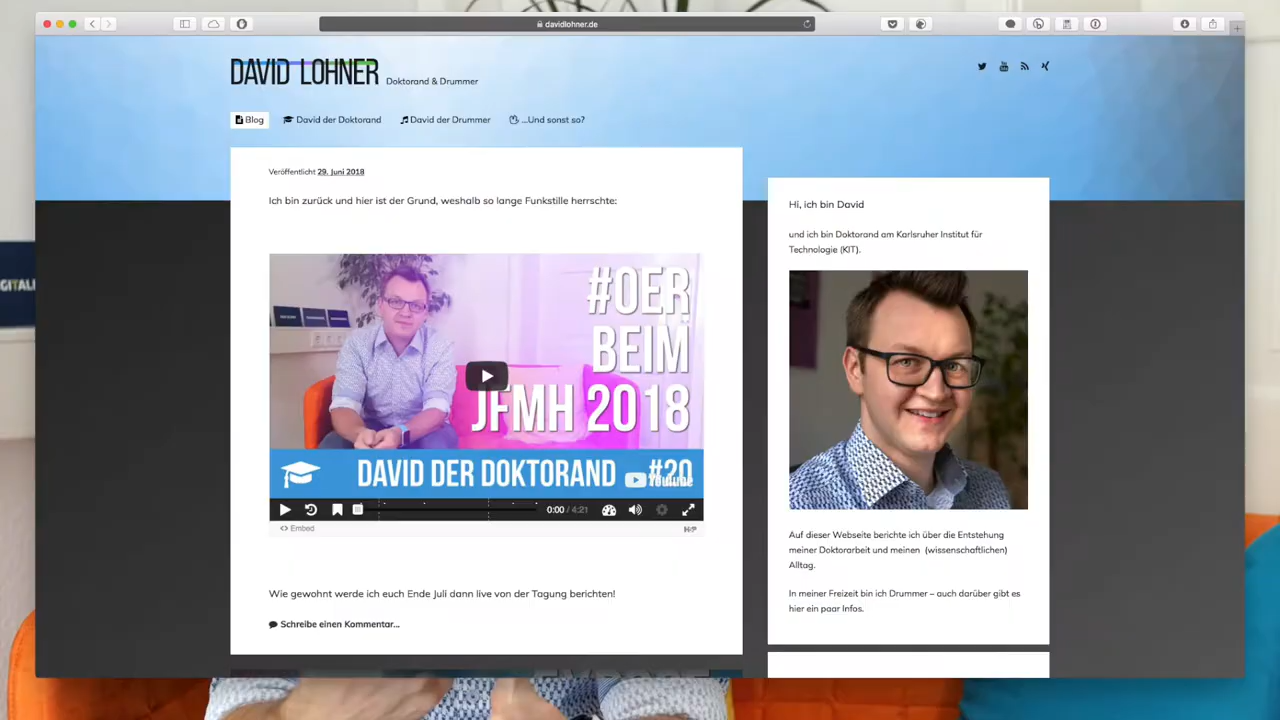 davidlohner.de
DAVID LOHNER
Doktorand & Drummer
Blog
David der Doktorand
David der Drummer
...Und sonst so?
Veröffentlicht 29. Juni 2018
Ich bin zurück und hier ist der Grund, weshalb so lange Funkstille herrschte:
#OER
BEIM
JFMH 2018
DAVID DER DOKTORAND
#20
YouTube
0:00 / 4:21
<> Embed
H-P
Wie gewohnt werde ich euch Ende Juli dann live von der Tagung berichten!
Schreibe einen Kommentar...
Hi, ich bin David
und ich bin Doktorand am Karlsruher Institut für
Technologie (KIT).
Auf dieser Webseite berichte ich über die Entstehung
meiner Doktorarbeit und meinen (wissenschaftlichen)
Alltag.
In meiner Freizeit bin ich Drummer – auch darüber gibt es
hier ein paar Infos.